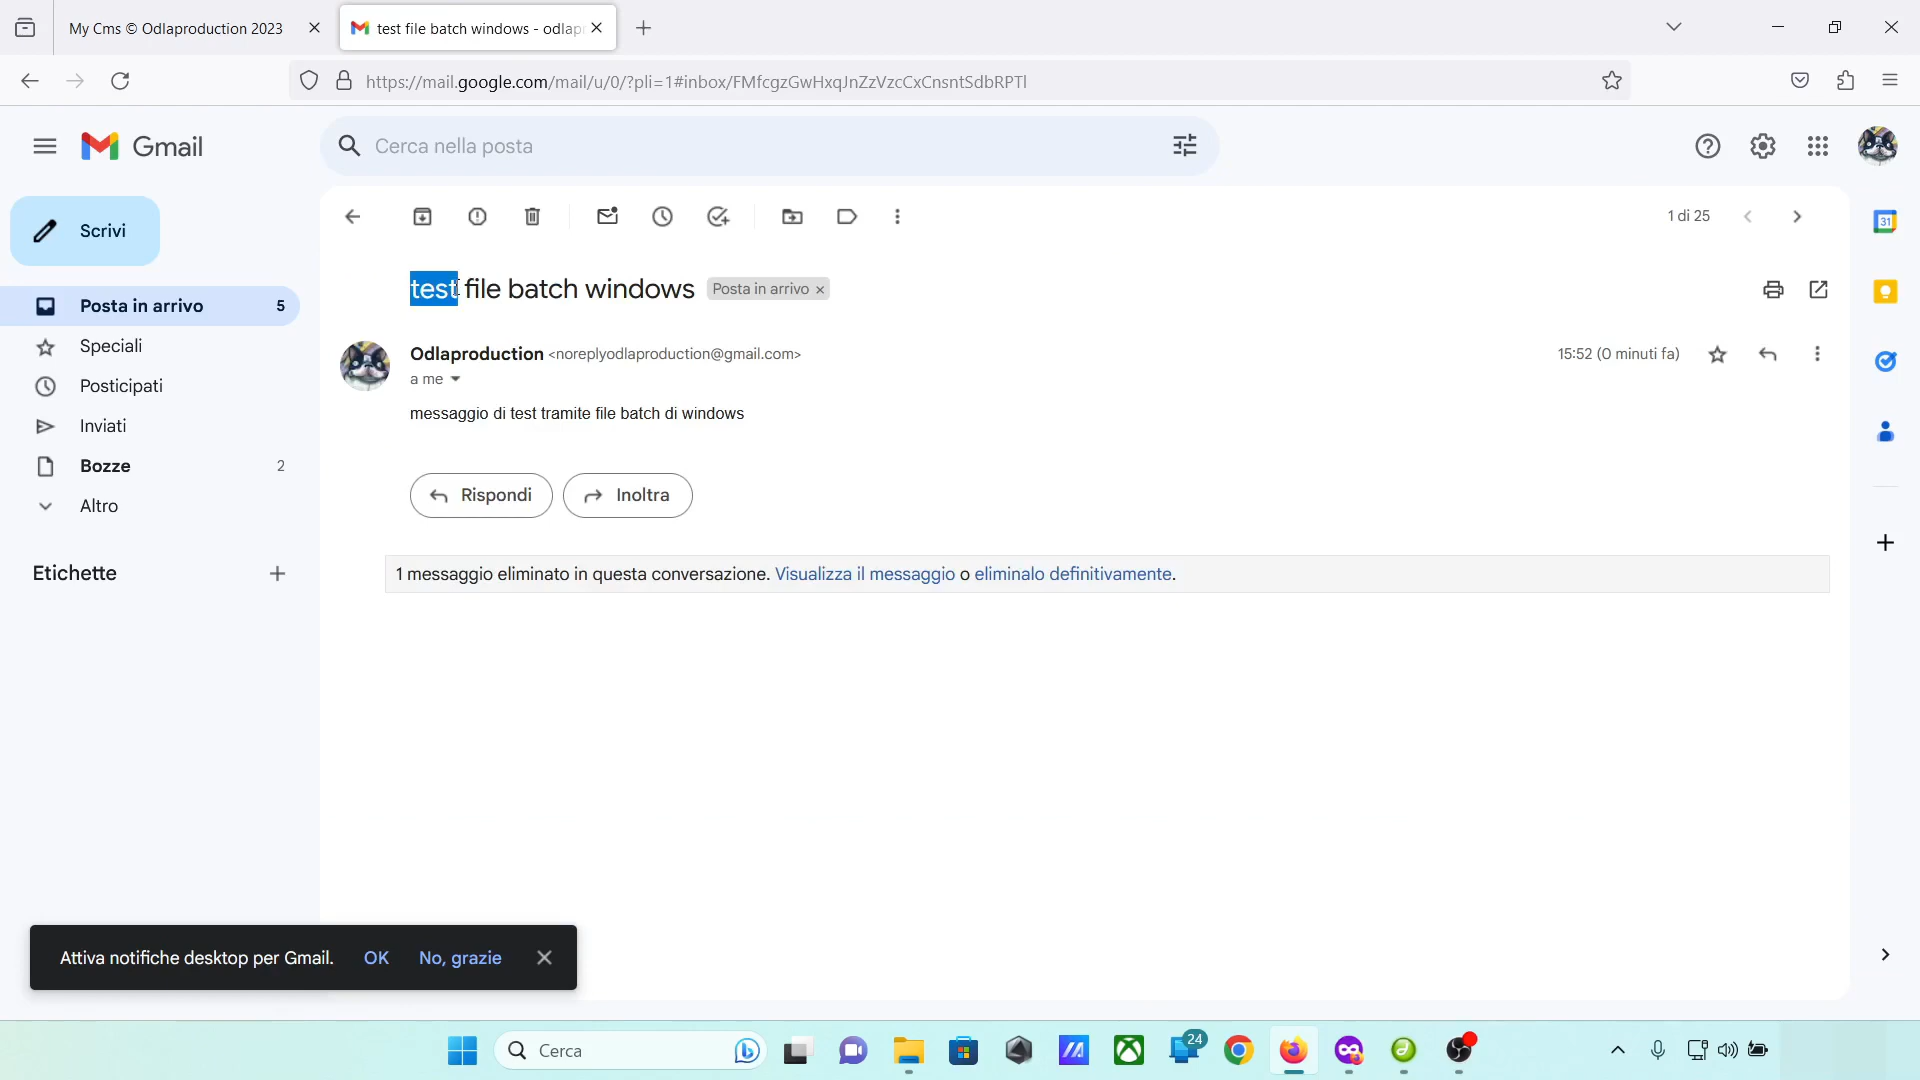 My Cms © Odlaproduction 2023
test file batch windows - odlapr
https://mail.google.com/mail/u/0/?pli=1#inbox/FMfcgzGwHxqJnZzVzcCxCnsntSdbRPTl
Gmail
Cerca nella posta
Scrivi
1 di 25
31
test file batch windows
Posta in arrivo ×
Posta in arrivo 5
Speciali
Odlaproduction <noreplyodlaproduction@gmail.com>
15:52 (0 minuti fa)
a me
Posticipati
messaggio di test tramite file batch di windows
Inviati
Bozze 2
Rispondi
Inoltra
Altro
Etichette
1 messaggio eliminato in questa conversazione. Visualizza il messaggio o eliminalo definitivamente.
Attiva notifiche desktop per Gmail. OK No, grazie
Cerca
24